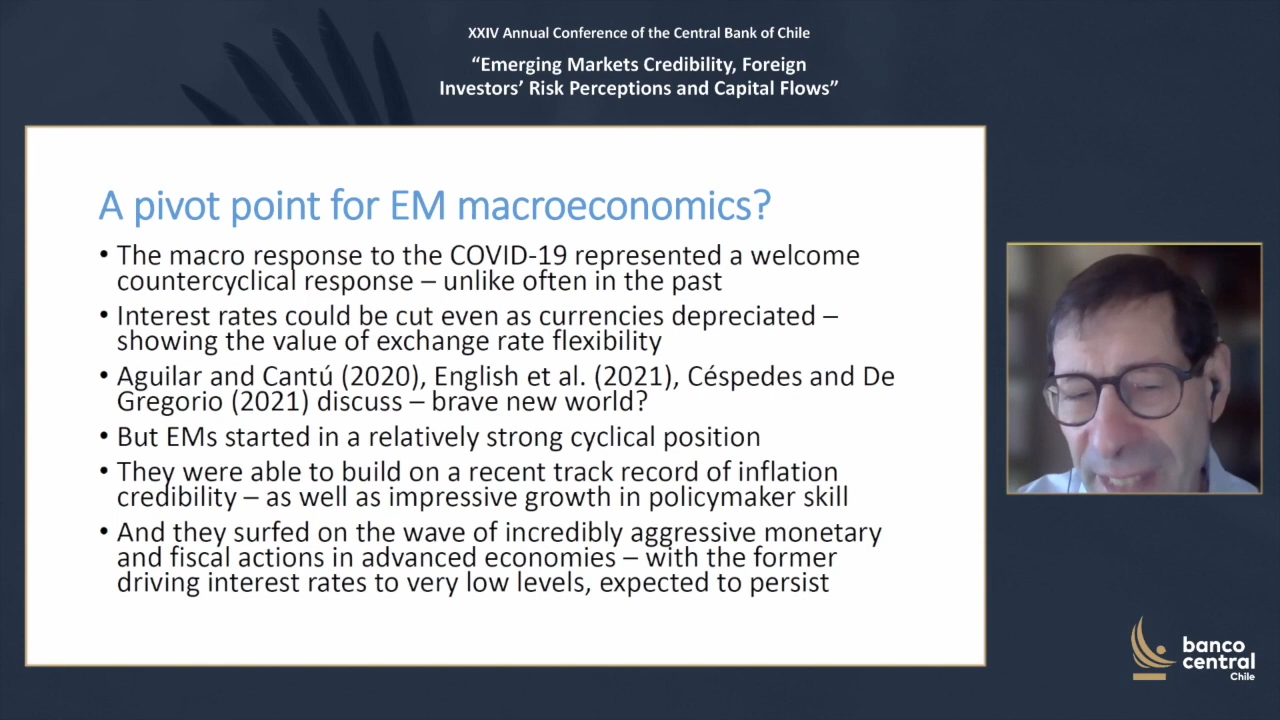 XXIV Annual Conference of the Central Bank of Chile
“Emerging Markets Credibility, Foreign
Investors’ Risk Perceptions and Capital Flows”
A pivot point for EM macroeconomics?
• The macro response to the COVID-19 represented a welcome
countercyclical response – unlike often in the past
• Interest rates could be cut even as currencies depreciated –
showing the value of exchange rate flexibility
• Aguilar and Cantú (2020), English et al. (2021), Céspedes and De
Gregorio (2021) discuss – brave new world?
• But EMs started in a relatively strong cyclical position
• They were able to build on a recent track record of inflation
credibility – as well as impressive growth in policymaker skill
• And they surfed on the wave of incredibly aggressive monetary
and fiscal actions in advanced economies – with the former
driving interest rates to very low levels, expected to persist
banco
central
Chile